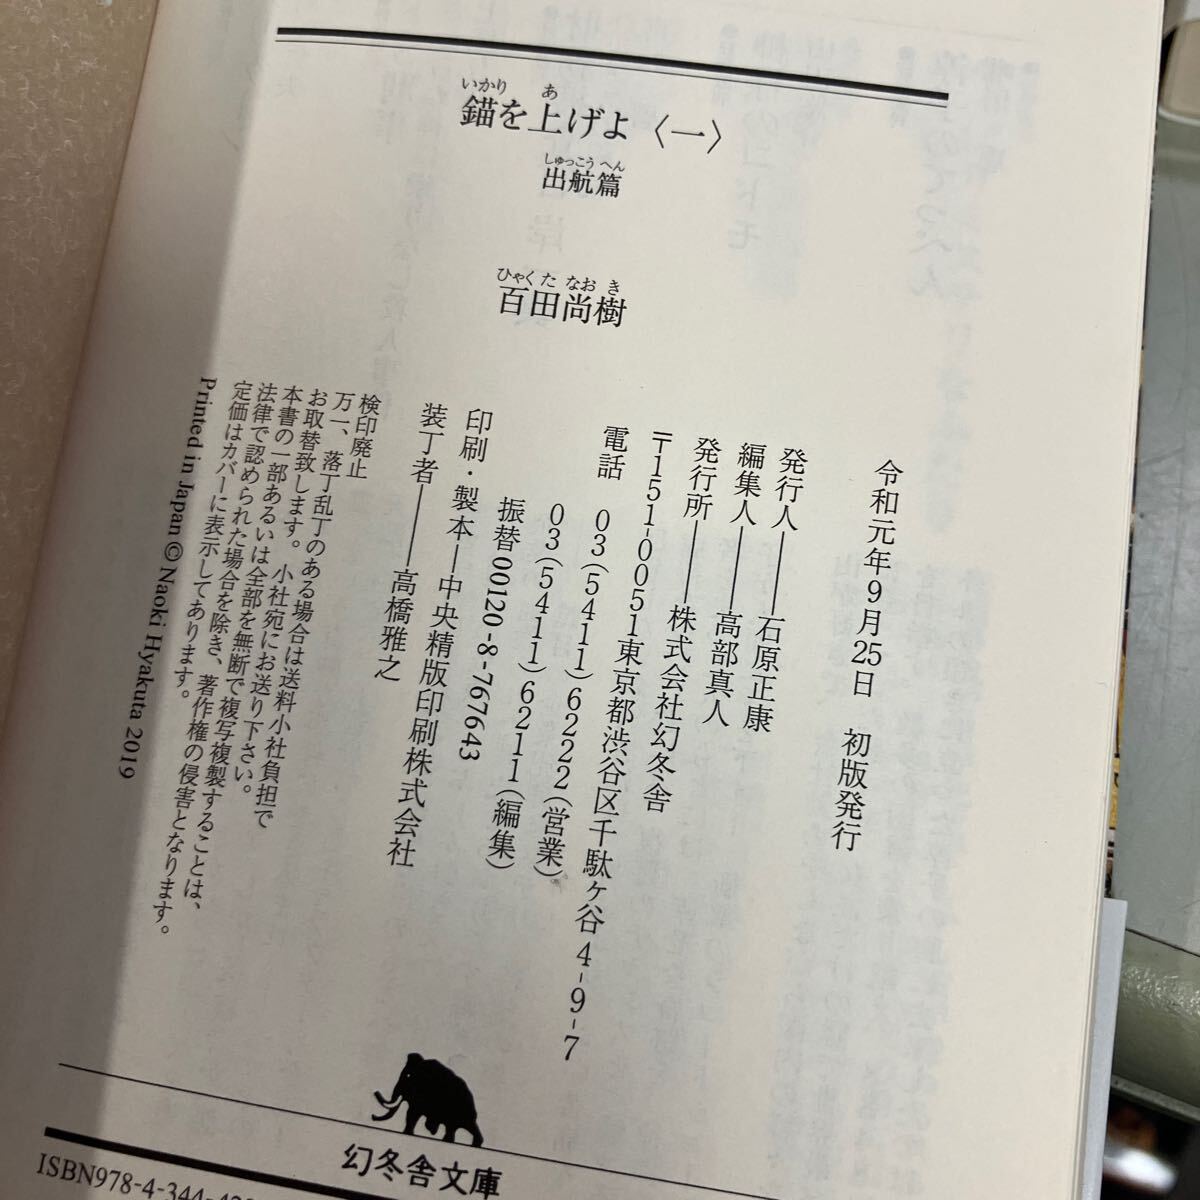 錨を上げよ〈一〉
いかり あ
出航篇
しゅっこうへん
百田尚樹
ひゃくたなおき
令和元年9月25日 初版発行
発行人――石原正康
編集人――高部真人
発行所――株式会社幻冬舎
〒151-0051東京都渋谷区千駄ヶ谷4-9-7
電話 03(5411)6222(営業)
03(5411)6211(編集)
振替00120-8-767643
印刷・製本―中央精版印刷株式会社
装丁者――高橋雅之
検印廃止
万一、落丁乱丁のある場合は送料小社負担で
お取替致します。小社宛にお送り下さい。
本書の一部あるいは全部を無断で複写複製することは、
法律で認められた場合を除き、著作権の侵害となります。
定価はカバーに表示してあります。
Printed in Japan © Naoki Hyakuta 2019
幻冬舎文庫
ISBN978-4-344-42